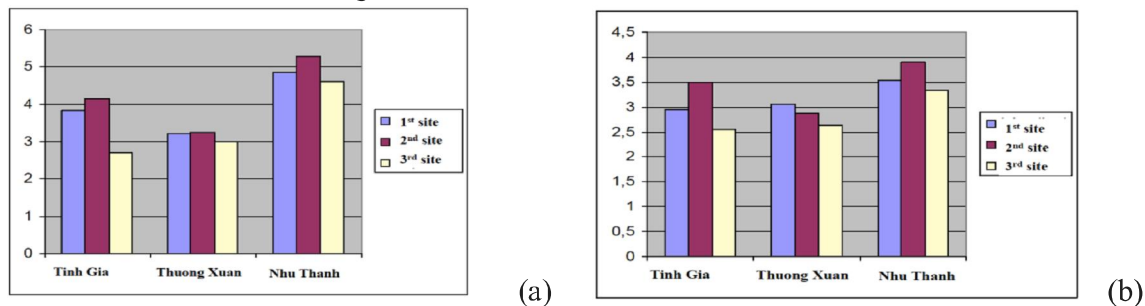 6
5
4
3
2
1
0
Tinh Gia Thuong Xuan Nhu Thanh
1st site
2nd site
3rd site
(a)
4,5
4
3,5
3
2,5
2
1,5
1
0,5
0
Tinh Gia Thuong Xuan Nhu Thanh
1st site
2nd site
3rd site
(b)